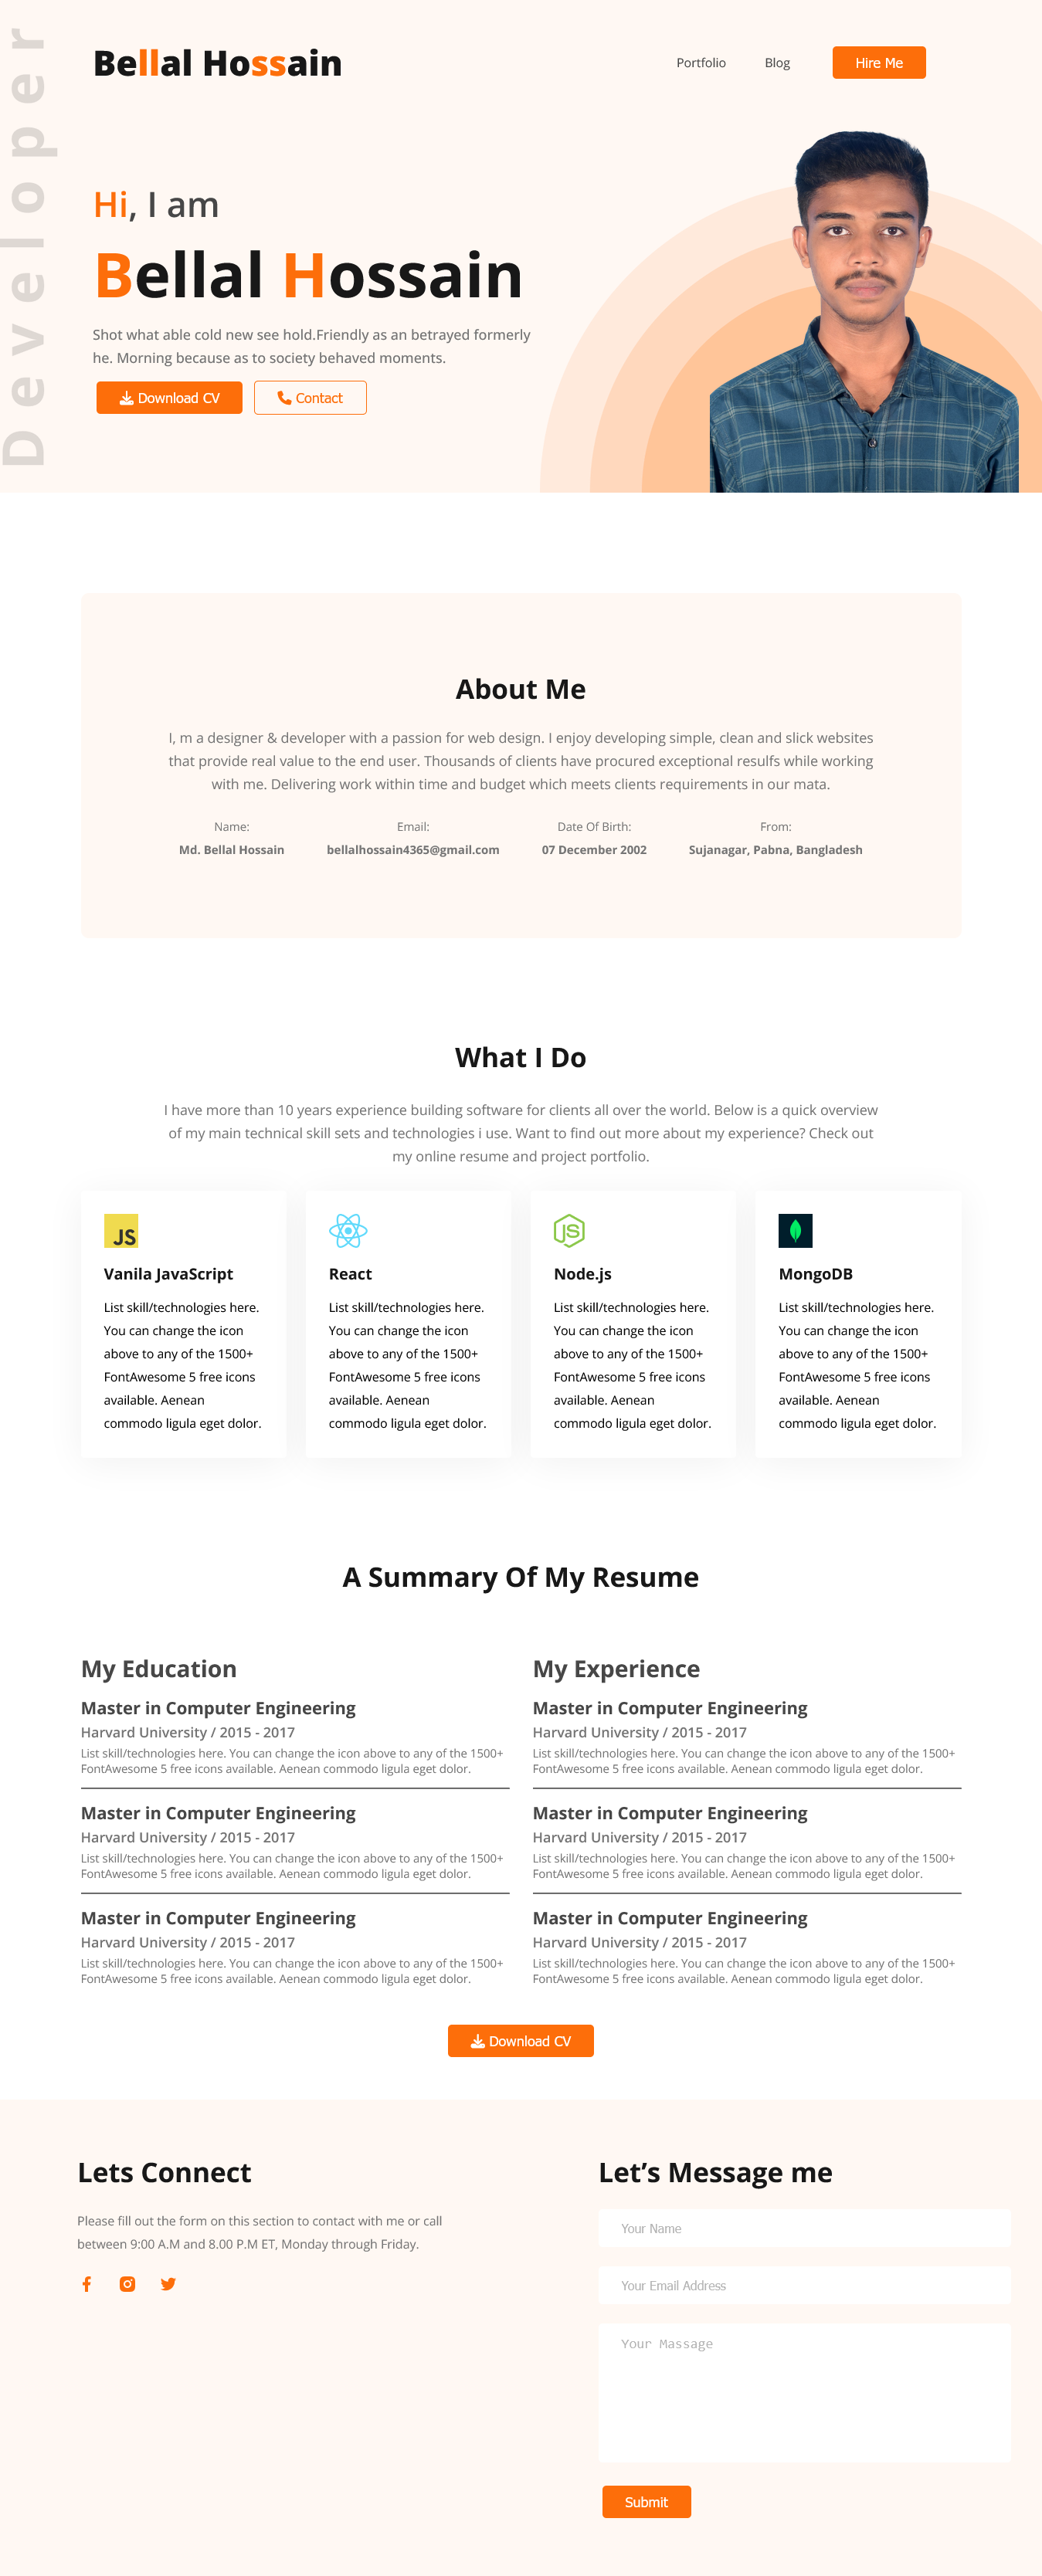 Developer
Bellal Hossain
Portfolio
Blog
Hire Me
Hi, I am
Bellal Hossain
Shot what able cold new see hold.Friendly as an betrayed formerly
he. Morning because as to society behaved moments.
Download CV
Contact
About Me
I, m a designer & developer with a passion for web design. I enjoy developing simple, clean and slick websites
that provide real value to the end user. Thousands of clients have procured exceptional resulfs while working
with me. Delivering work within time and budget which meets clients requirements in our mata.
Name:
Md. Bellal Hossain
Email:
bellalhossain4365@gmail.com
Date Of Birth:
07 December 2002
From:
Sujanagar, Pabna, Bangladesh
What I Do
I have more than 10 years experience building software for clients all over the world. Below is a quick overview
of my main technical skill sets and technologies i use. Want to find out more about my experience? Check out
my online resume and project portfolio.
JS
Vanila JavaScript
List skill/technologies here.
You can change the icon
above to any of the 1500+
FontAwesome 5 free icons
available. Aenean
commodo ligula eget dolor.
React
List skill/technologies here.
You can change the icon
above to any of the 1500+
FontAwesome 5 free icons
available. Aenean
commodo ligula eget dolor.
JS
Node.js
List skill/technologies here.
You can change the icon
above to any of the 1500+
FontAwesome 5 free icons
available. Aenean
commodo ligula eget dolor.
MongoDB
List skill/technologies here.
You can change the icon
above to any of the 1500+
FontAwesome 5 free icons
available. Aenean
commodo ligula eget dolor.
A Summary Of My Resume
My Education
Master in Computer Engineering
Harvard University / 2015 - 2017
List skill/technologies here. You can change the icon above to any of the 1500+
FontAwesome 5 free icons available. Aenean commodo ligula eget dolor.
Master in Computer Engineering
Harvard University / 2015 - 2017
List skill/technologies here. You can change the icon above to any of the 1500+
FontAwesome 5 free icons available. Aenean commodo ligula eget dolor.
Master in Computer Engineering
Harvard University / 2015 - 2017
List skill/technologies here. You can change the icon above to any of the 1500+
FontAwesome 5 free icons available. Aenean commodo ligula eget dolor.
My Experience
Master in Computer Engineering
Harvard University / 2015 - 2017
List skill/technologies here. You can change the icon above to any of the 1500+
FontAwesome 5 free icons available. Aenean commodo ligula eget dolor.
Master in Computer Engineering
Harvard University / 2015 - 2017
List skill/technologies here. You can change the icon above to any of the 1500+
FontAwesome 5 free icons available. Aenean commodo ligula eget dolor.
Master in Computer Engineering
Harvard University / 2015 - 2017
List skill/technologies here. You can change the icon above to any of the 1500+
FontAwesome 5 free icons available. Aenean commodo ligula eget dolor.
Download CV
Lets Connect
Please fill out the form on this section to contact with me or call
between 9:00 A.M and 8.00 P.M ET, Monday through Friday.
Let’s Message me
Your Name
Your Email Address
Your Massage
Submit